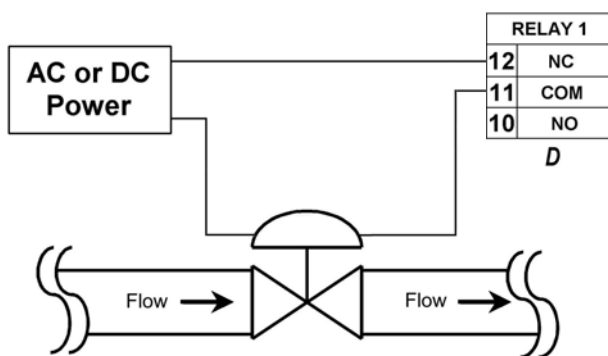 RELAY 1
AC or DC
Power
12 NC
11 COM
10 NO
D
Flow
Flow